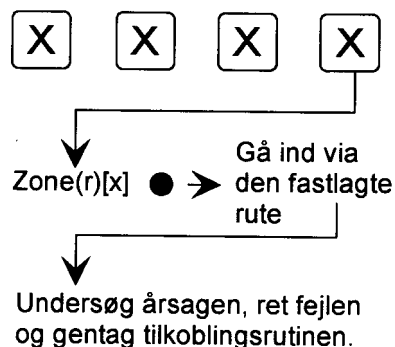 X X X X
Gå ind via
Zone(r)[x] ● → den fastlagte
rute
Undersøg årsagen, ret fejlen
og gentag tilkoblingsrutinen.